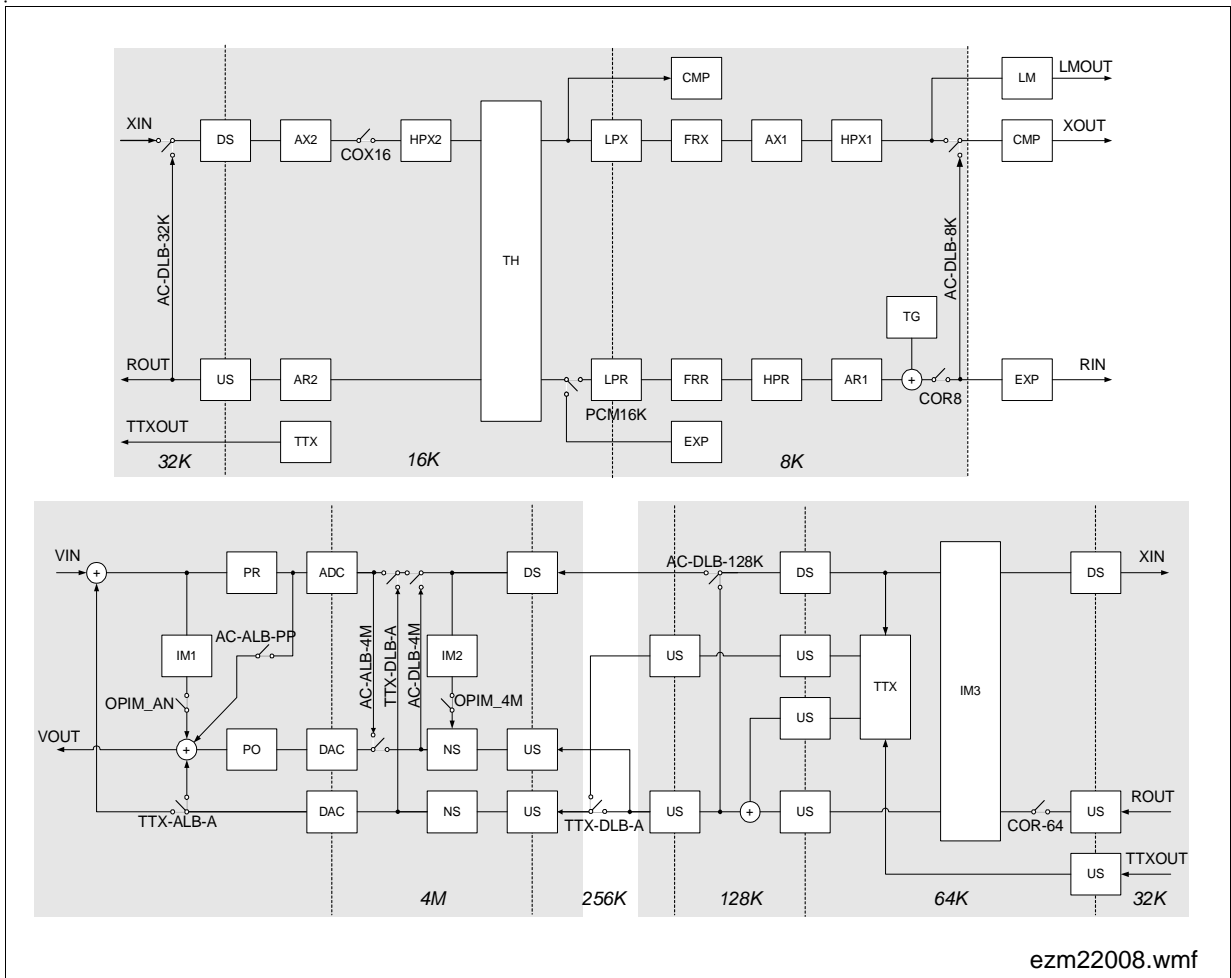 CMP
LM
LMOUT
XIN
DS
AX2
COX16
HPX2
LPX
FRX
AX1
HPX1
CMP
XOUT
AC-DLB-32K
TH
AC-DLB-8K
TG
ROUT
US
AR2
PCM16K
LPR
FRR
HPR
AR1
+
COR8
EXP
RIN
TTXOUT
TTX
EXP
32K
16K
8K
VIN
+
PR
ADC
DS
AC-DLB-128K
DS
DS
XIN
AC-ALB-PP
IM1
AC-ALB-4M
TTX-DLB-A
AC-DLB-4M
IM2
US
US
TTX
IM3
OPIM_AN
OPIM_4M
US
VOUT
+
PO
DAC
NS
US
ROUT
TTX-ALB-A
DAC
NS
US
TTX-DLB-A
US
+
US
COR-64
US
TTXOUT
US
4M
256K
128K
64K
32K
ezm22008.wmf